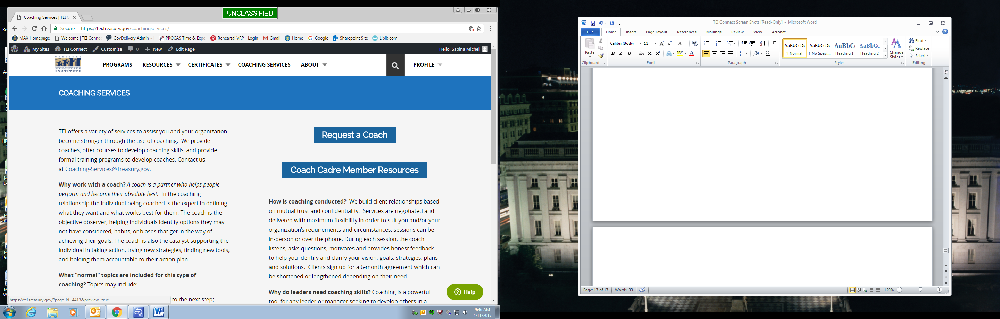 UNCLASSIFIED
Coaching Services | TEI C
Secure https://tei.treasury.gov/coachingservices/
MAX Homepage Welcome | TEI Conne GovDelivery Admin » PROCAS Time & Expe Rehearsal VRP - Login Gmail Home Google Sharepoint Site Libib.com
My Sites TEI Connect Customize 0 New Edit Page Hello, Sabina Michel
TREASURY
EXECUTIVE
INSTITUTE
PROGRAMS RESOURCES CERTIFICATES COACHING SERVICES ABOUT PROFILE
COACHING SERVICES
TEI offers a variety of services to assist you and your organization
become stronger through the use of coaching. We provide
coaches, offer courses to develop coaching skills, and provide
formal training programs to develop coaches. Contact us
at Coaching-Services@Treasury.gov.
Why work with a coach? A coach is a partner who helps people
perform and become their absolute best. In the coaching
relationship the individual being coached is the expert in defining
what they want and what works best for them. The coach is the
objective observer, helping individuals identify options they may
not have considered, habits, or biases that get in the way of
achieving their goals. The coach is also the catalyst supporting the
individual in taking action, trying new strategies, finding new tools,
and holding them accountable to their action plan.
What “normal” topics are included for this type of
coaching? Topics may include:
to the next step;
https://tei.treasury.gov/?page_id=4413&preview=true
Request a Coach
Coach Cadre Member Resources
How is coaching conducted? We build client relationships based
on mutual trust and confidentiality. Services are negotiated and
delivered with maximum flexibility in order to suit you and/or your
organization’s requirements and circumstances: sessions can be
in-person or over the phone. During each session, the coach
listens, asks questions, motivates and provides honest feedback
to help you identify and clarify your vision, goals, strategies, plans
and solutions. Clients sign up for a 6-month agreement which can
be shortened or lengthened depending on their need.
Why do leaders need coaching skills? Coaching is a powerful
tool for any leader or manager seeking to develop others in a
Help
9:46 AM
4/11/2017
TEI Connect Screen Shots [Read-Only] - Microsoft Word
File Home Insert Page Layout References Mailings Review View Acrobat
Paste
Clipboard
Calibri (Body) 11
Font
Paragraph
AaBbCcDc AaBbCcDc AaBbC AaBbCc
¶ Normal ¶ No Spaci... Heading 1 Heading 2
Change
Styles
Styles
Find
Replace
Select
Editing
Page: 17 of 17 Words: 33 120%